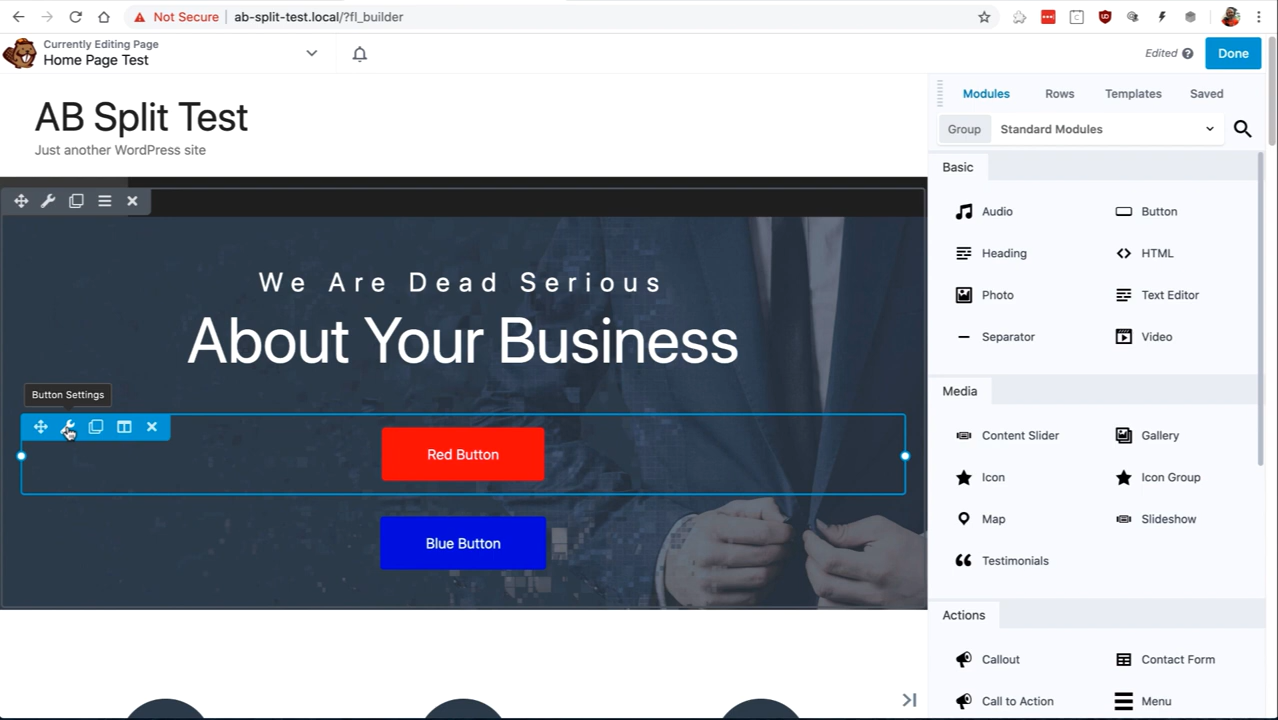 Not Secure
ab-split-test.local/?fl_builder
Currently Editing Page
Home Page Test
Edited
Done
AB Split Test
Just another WordPress site
Modules
Rows
Templates
Saved
Group
Standard Modules
Basic
Audio
Button
Heading
HTML
Photo
Text Editor
Separator
Video
We Are Dead Serious
About Your Business
Button Settings
Red Button
Blue Button
Media
Content Slider
Gallery
Icon
Icon Group
Map
Slideshow
Testimonials
Actions
Callout
Contact Form
Call to Action
Menu